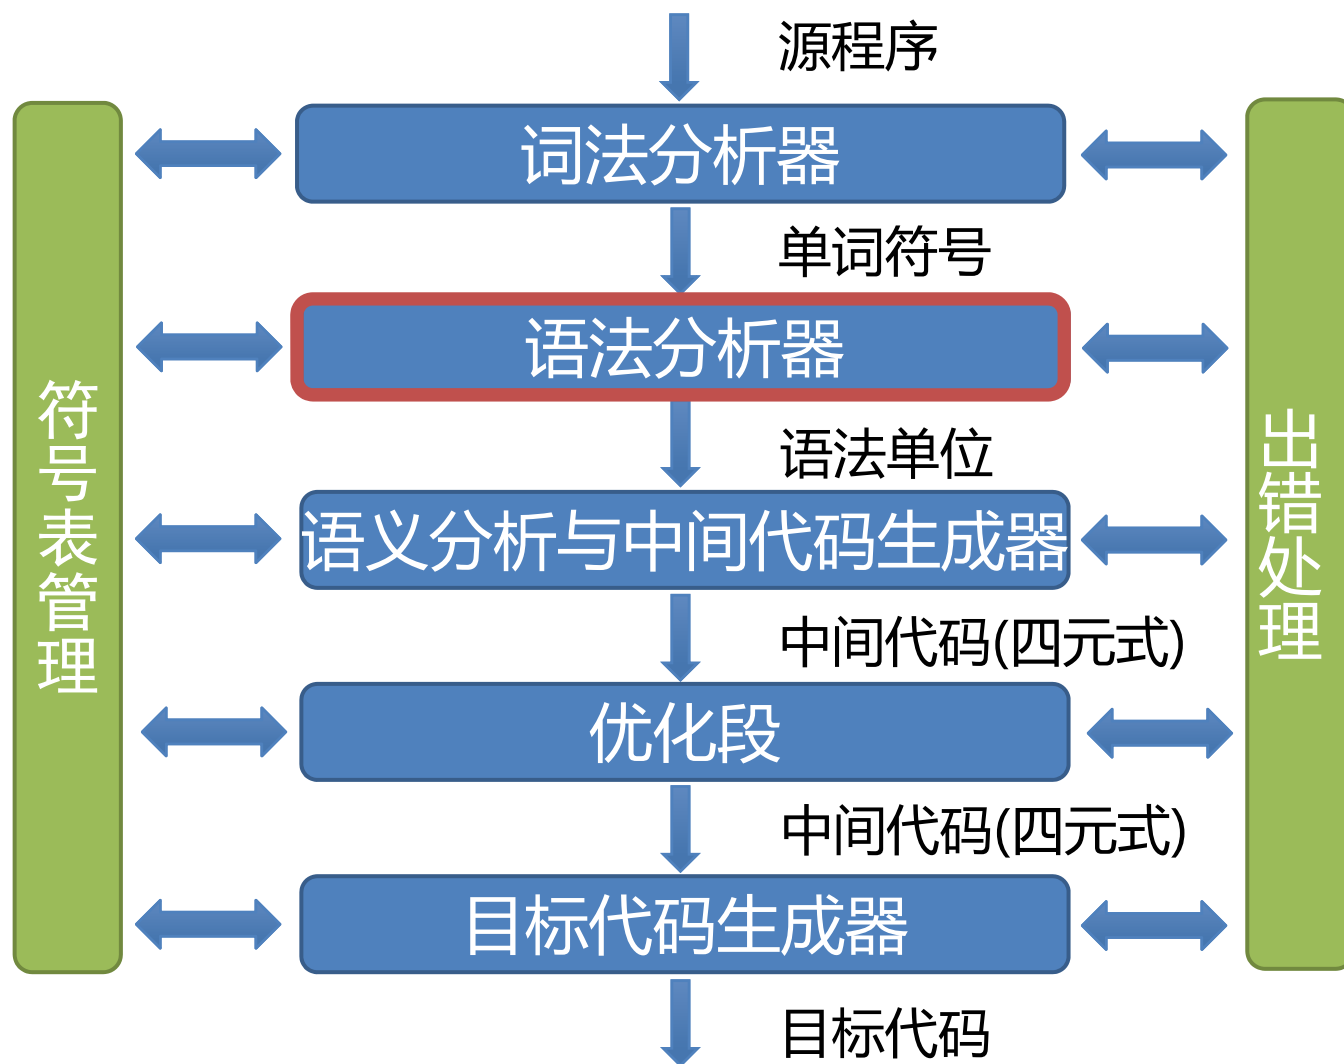 源程序
词法分析器
单词符号
语法分析器
语法单位
语义分析与中间代码生成器
中间代码(四元式)
优化段
中间代码(四元式)
目标代码生成器
目标代码
符号表管理
出错处理